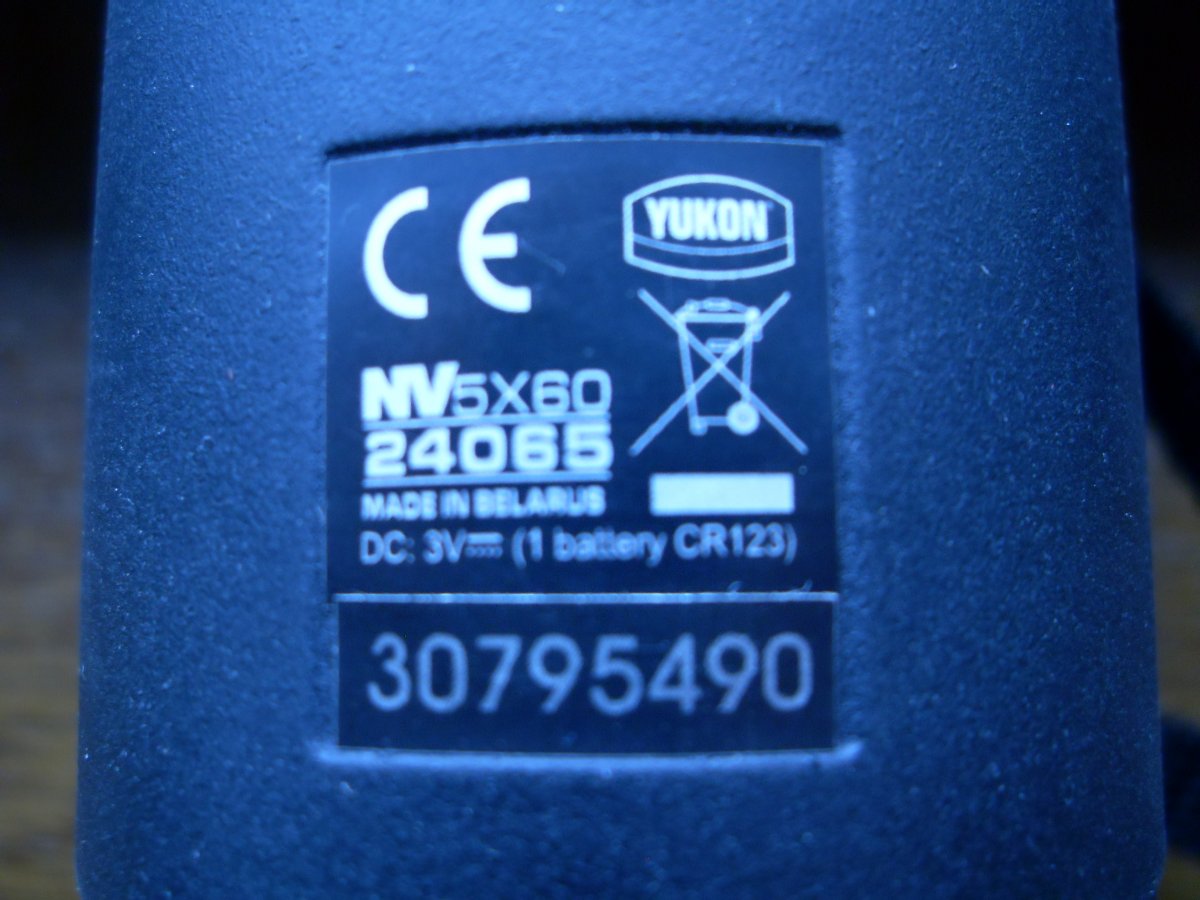 CE
YUKON
NV5X60
24065
MADE IN BELARUS
DC: 3V⎓ (1 battery CR123)
30795490